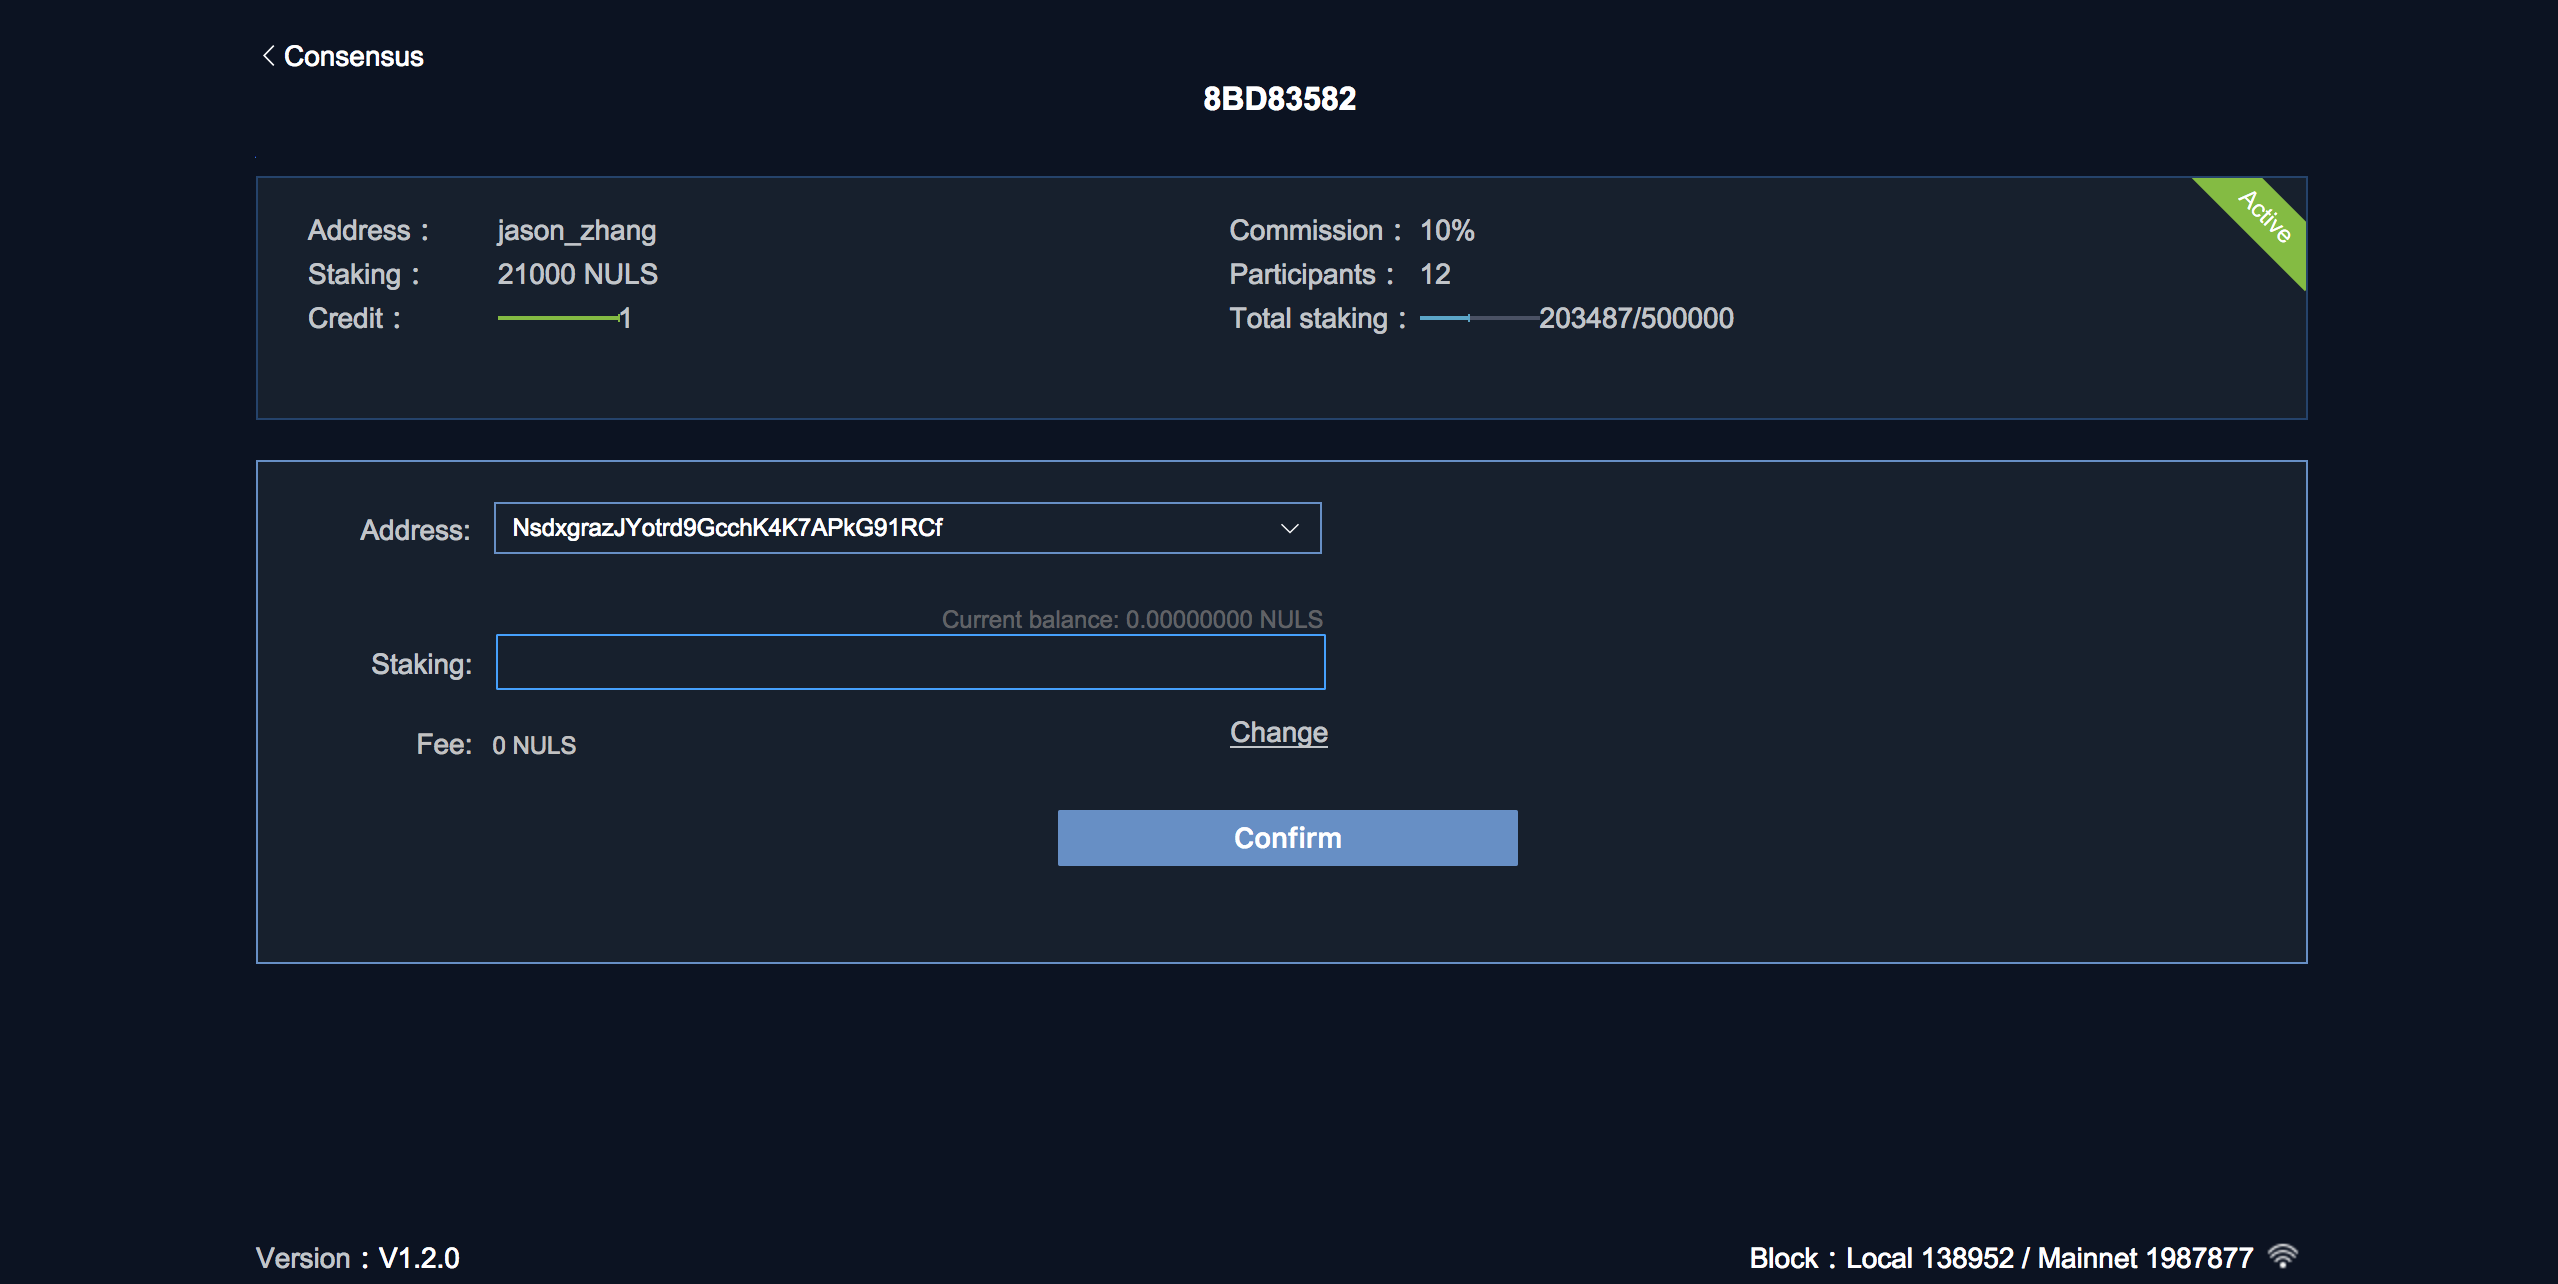 Consensus
8BD83582
Active
Address : jason_zhang
Staking : 21000 NULS
Credit : 1
Commission : 10%
Participants : 12
Total staking : 203487/500000
Address: NsdxgrazJYotrd9GcchK4K7APkG91RCf
Current balance: 0.00000000 NULS
Staking:
Fee: 0 NULS
Change
Confirm
Version : V1.2.0
Block : Local 138952 / Mainnet 1987877